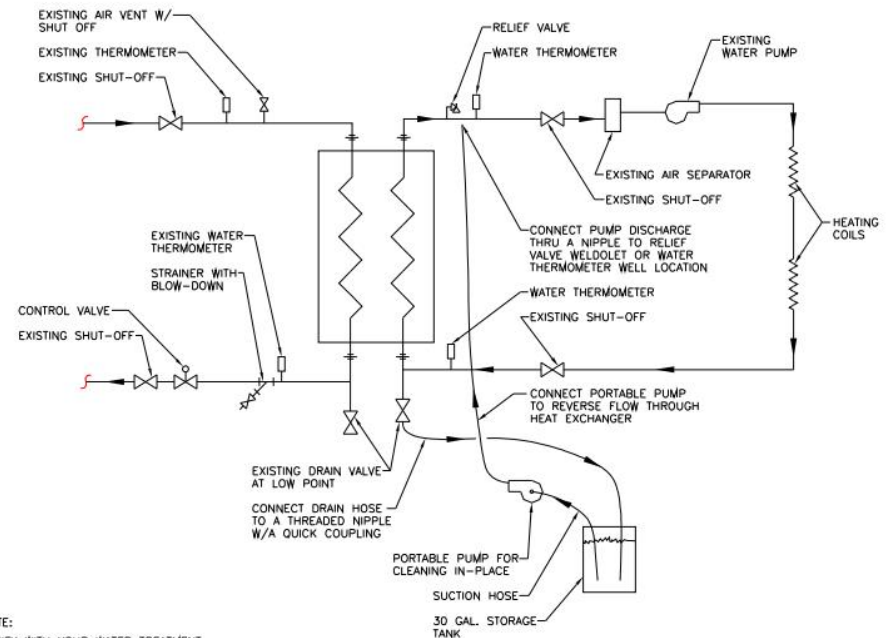 EXISTING AIR VENT W/
SHUT OFF
EXISTING THERMOMETER
EXISTING SHUT-OFF
RELIEF VALVE
WATER THERMOMETER
EXISTING
WATER PUMP
EXISTING AIR SEPARATOR
EXISTING SHUT-OFF
HEATING
COILS
CONNECT PUMP DISCHARGE
THRU A NIPPLE TO RELIEF
VALVE WELDOLET OR WATER
THERMOMETER WELL LOCATION
EXISTING WATER
THERMOMETER
STRAINER WITH
BLOW-DOWN
CONTROL VALVE
EXISTING SHUT-OFF
WATER THERMOMETER
EXISTING SHUT-OFF
CONNECT PORTABLE PUMP
TO REVERSE FLOW THROUGH
HEAT EXCHANGER
EXISTING DRAIN VALVE
AT LOW POINT
CONNECT DRAIN HOSE
TO A THREADED NIPPLE
W/A QUICK COUPLING
PORTABLE PUMP FOR
CLEANING IN-PLACE
SUCTION HOSE
30 GAL. STORAGE
TANK
TE: